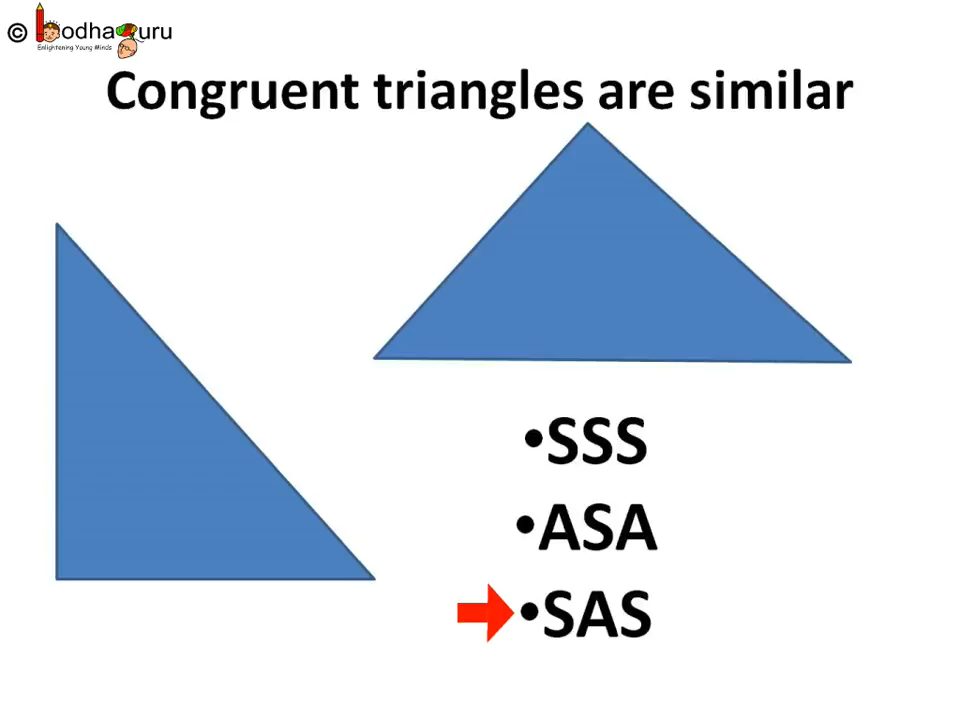 © BodhaGuru
Enlightening Young Minds
Congruent triangles are similar
•SSS
•ASA
•SAS